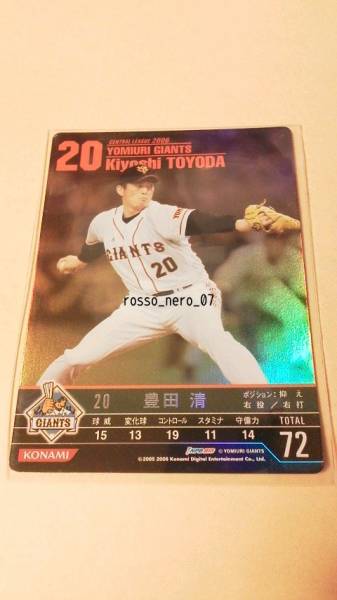 20
CENTRAL LEAGUE 2006
YOMIURI GIANTS
Kiyoshi TOYODA
YOMIURI
GIANTS
20
rosso_nero_07
GIANTS
20 豊田 清
ポジション:抑え
右投／右打
球威 変化球 コントロール スタミナ 守備力 TOTAL
15 13 19 11 14 72
KONAMI
© YOMIURI GIANTS
©2005 2006 Konami Digital Entertainment Co., Ltd.